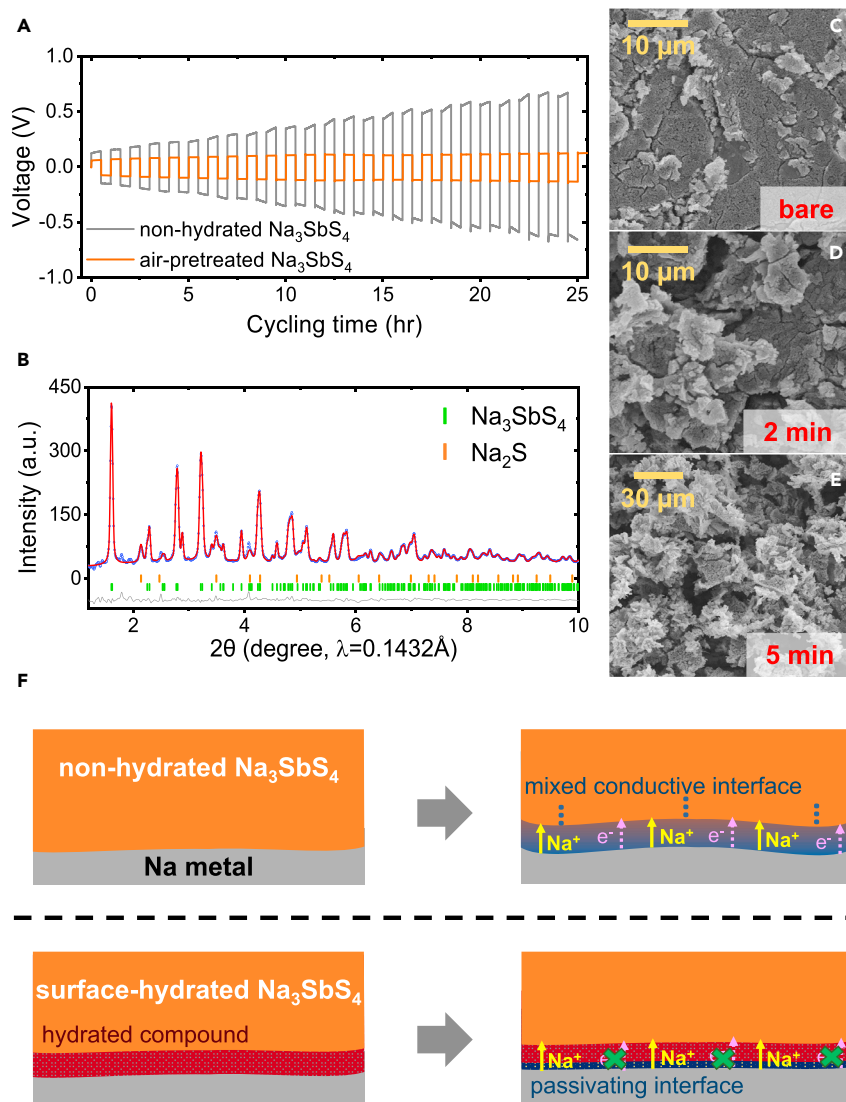 A
1.0
0.5
0.0
-0.5
-1.0
Voltage (V)
non-hydrated Na₃SbS₄
air-pretreated Na₃SbS₄
0 5 10 15 20 25
Cycling time (hr)
B
450
300
150
0
Intensity (a.u.)
Na₃SbS₄
Na₂S
2 4 6 8 10
2θ (degree, λ=0.1432Å)
C
10 µm
bare
D
10 µm
2 min
E
30 µm
5 min
F
non-hydrated Na₃SbS₄
Na metal
mixed conductive interface
Na⁺ e⁻ Na⁺ e⁻ Na⁺ e⁻
surface-hydrated Na₃SbS₄
hydrated compound
Na⁺ Na⁺ Na⁺
passivating interface